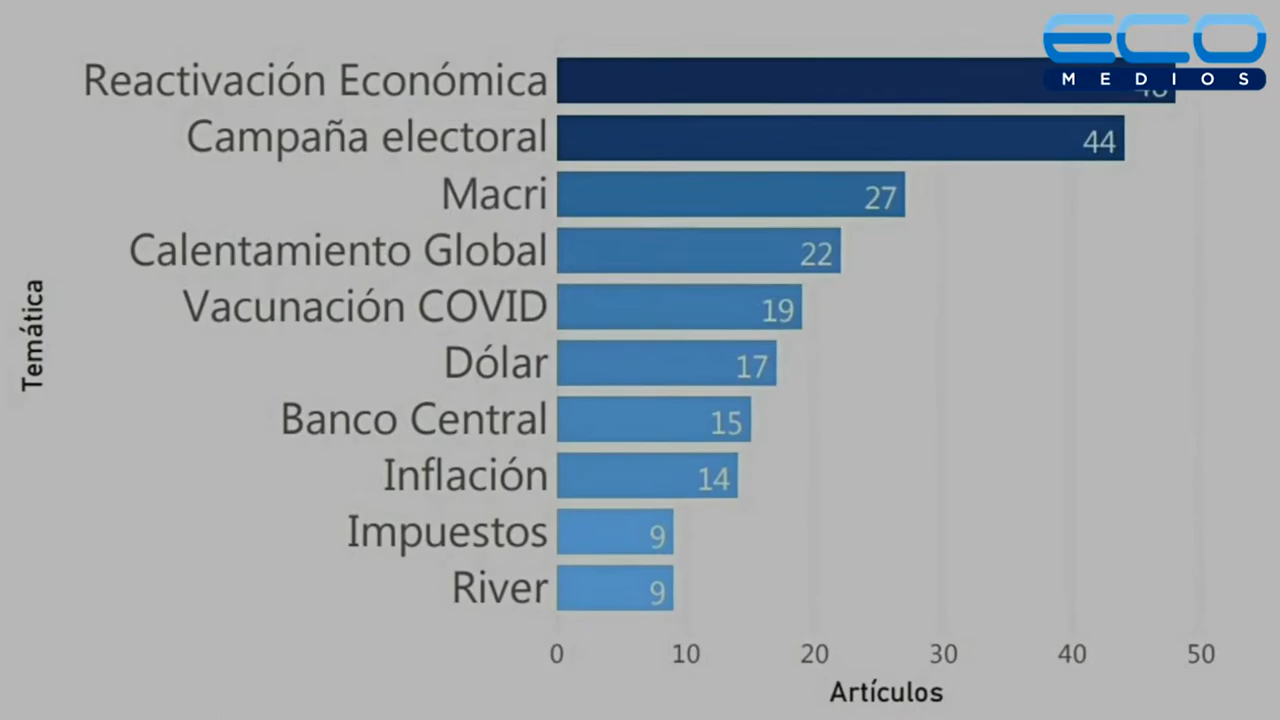 ECO
MEDIOS
Reactivación Económica
Campaña electoral 44
Macri 27
Calentamiento Global 22
Vacunación COVID 19
Dólar 17
Banco Central 15
Inflación 14
Impuestos 9
River 9
Temática
0 10 20 30 40 50
Artículos